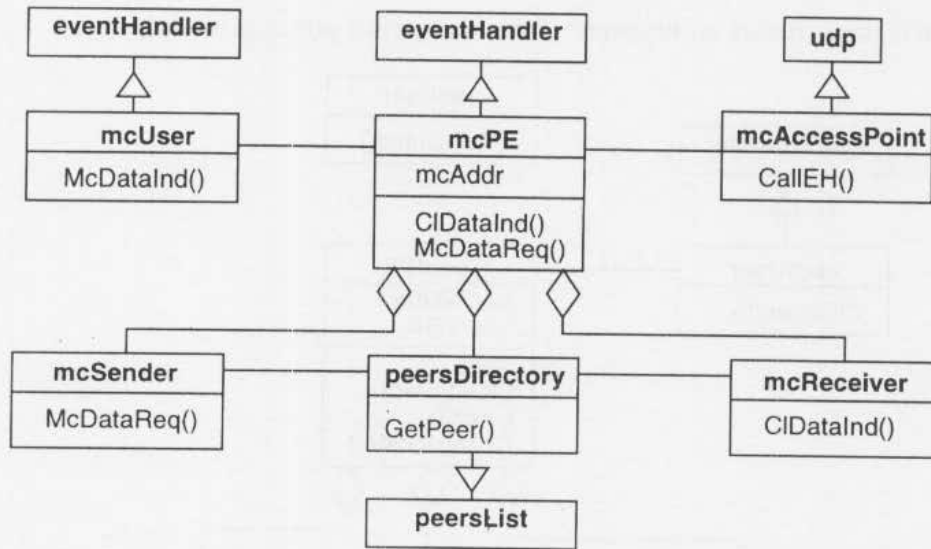 eventHandler
eventHandler
udp
mcUser
McDataInd()
mcPE
mcAddr
ClDataInd()
McDataReq()
mcAccessPoint
CallEH()
mcSender
McDataReq()
peersDirectory
GetPeer()
mcReceiver
ClDataInd()
peersList